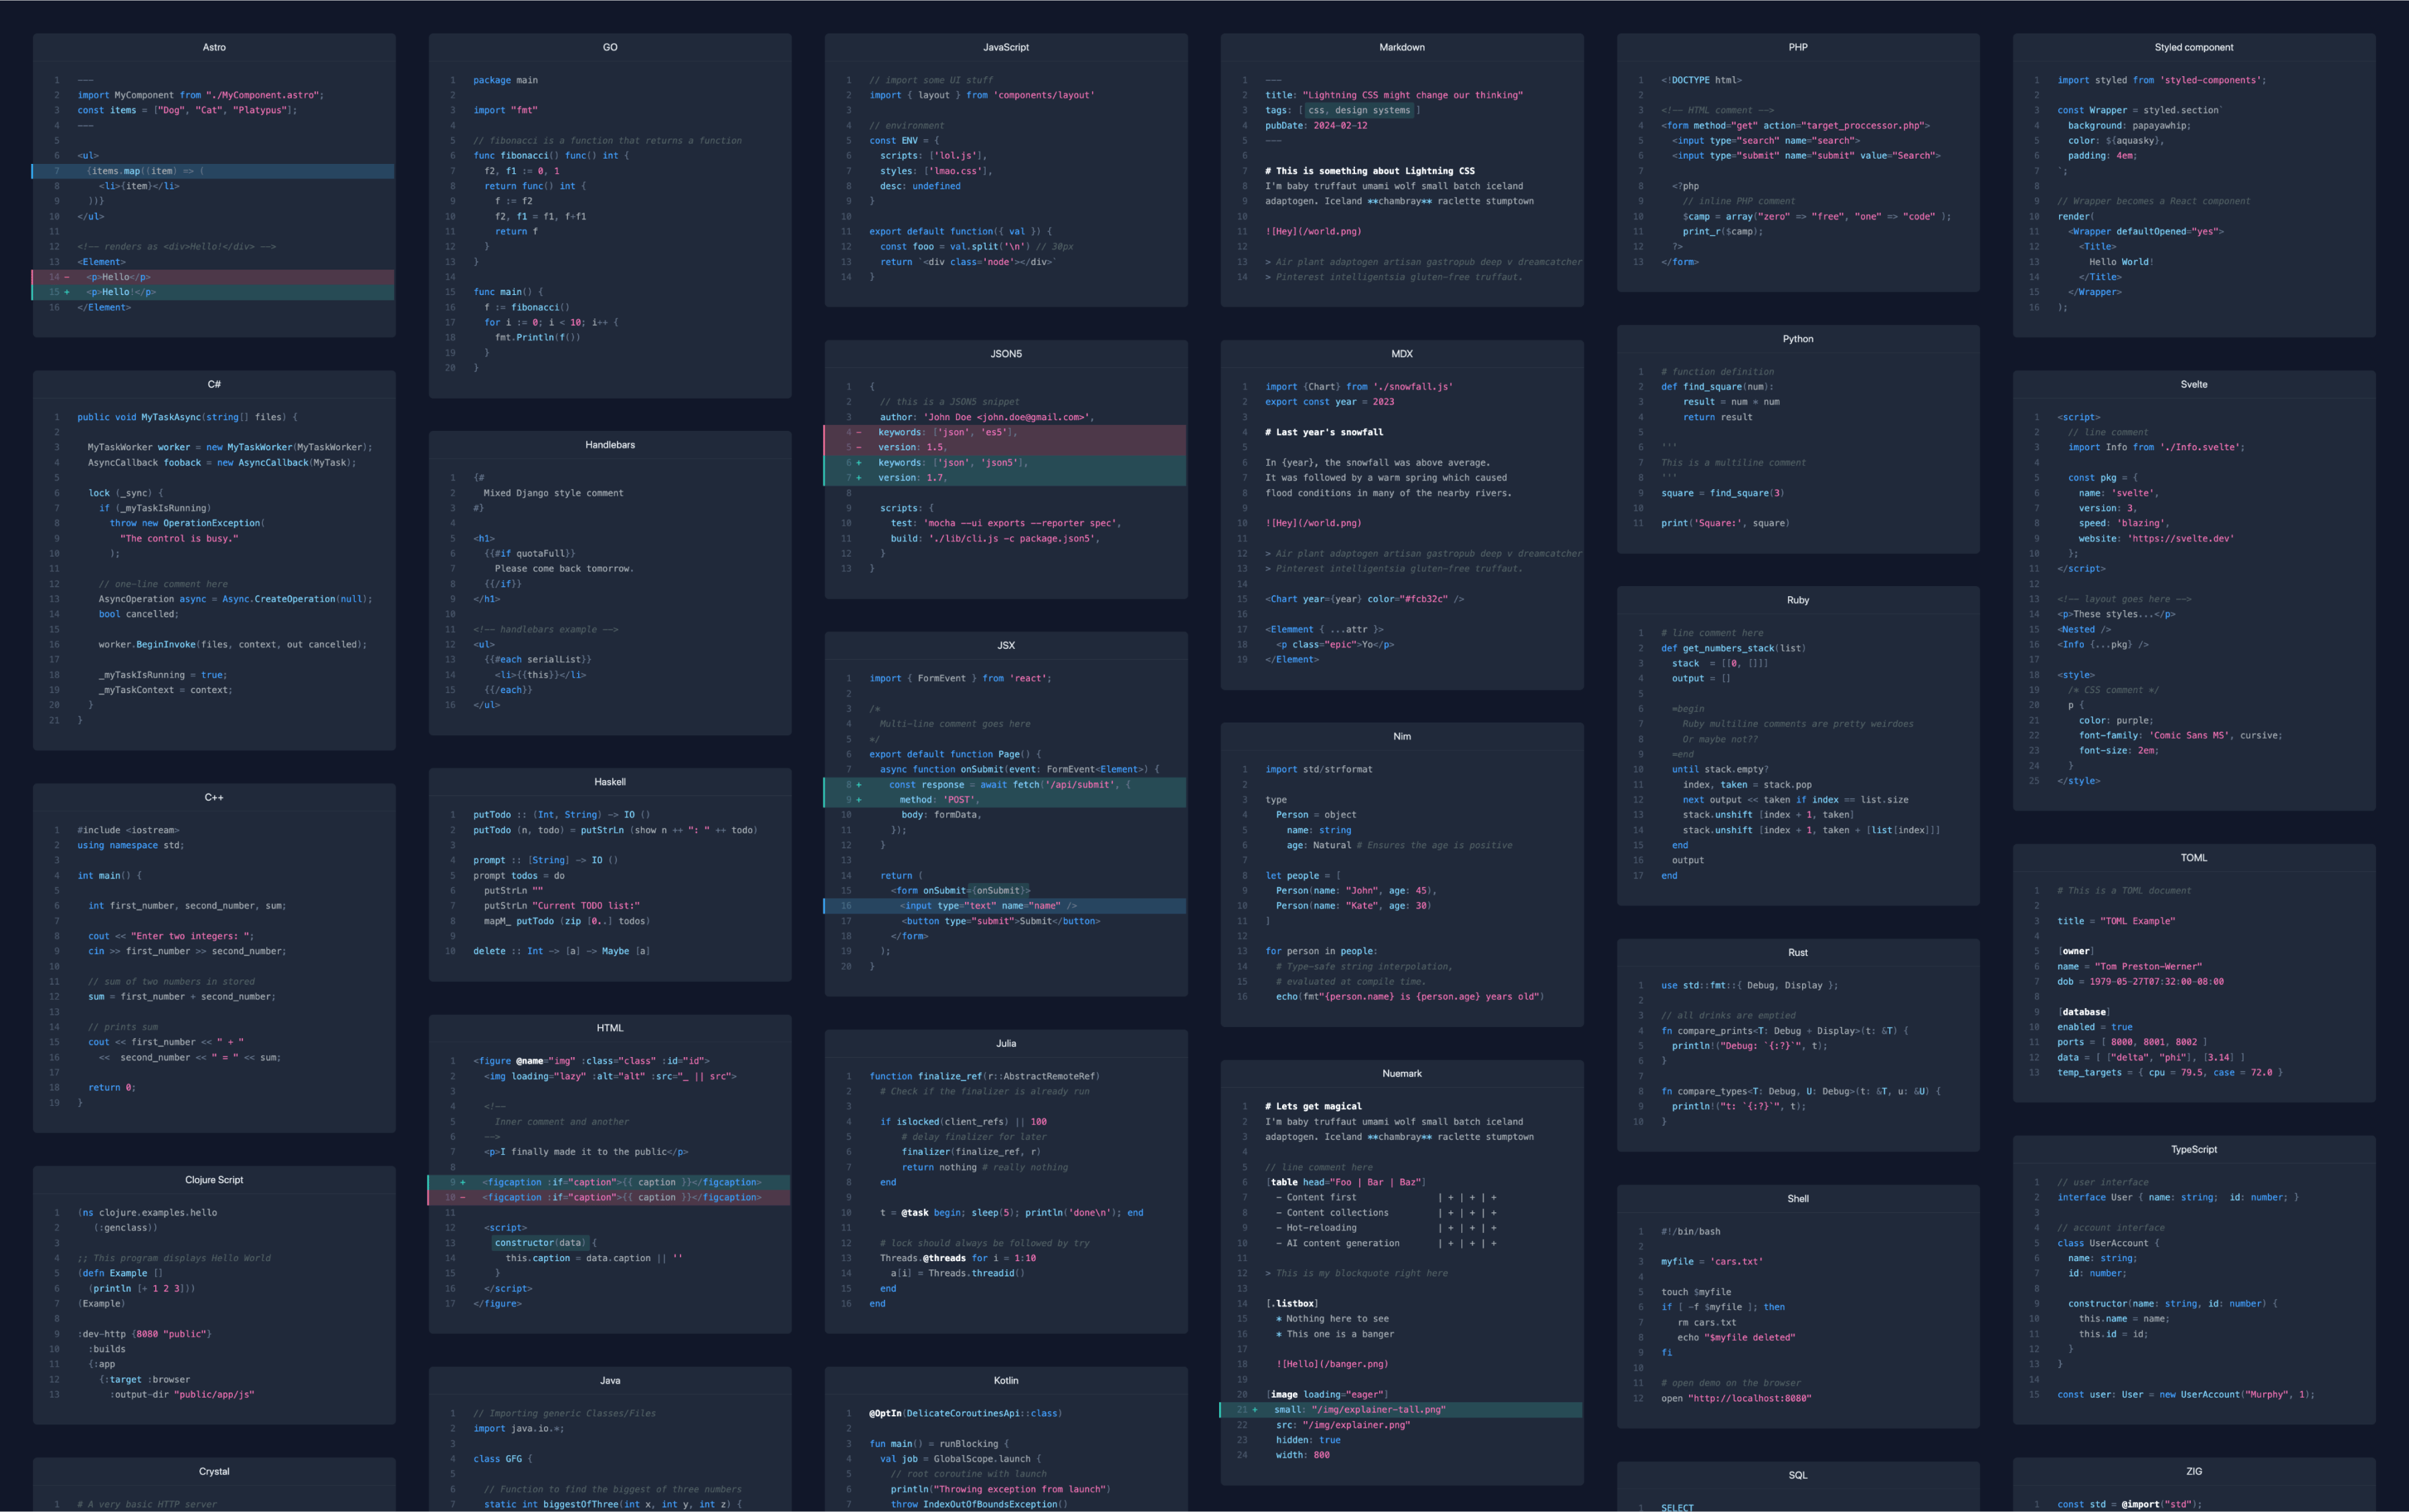 Astro
1 ---
2 import MyComponent from "./MyComponent.astro";
3 const items = ["Dog", "Cat", "Platypus"];
4 ---
5
6 <ul>
7 {items.map((item) => (
8 <li>{item}</li>
9 ))}
10 </ul>
11
12 <!-- renders as <div>Hello!</div> -->
13 <Element>
14 - <p>Hello</p>
15 + <p>Hello!</p>
16 </Element>
C#
1 public void MyTaskAsync(string[] files) {
2
3 MyTaskWorker worker = new MyTaskWorker(MyTaskWorker);
4 AsyncCallback fooback = new AsyncCallback(MyTask);
5
6 lock (_sync) {
7 if (_myTaskIsRunning)
8 throw new OperationException(
9 "The control is busy."
10 );
11
12 // one-line comment here
13 AsyncOperation async = Async.CreateOperation(null);
14 bool cancelled;
15
16 worker.BeginInvoke(files, context, out cancelled);
17
18 _myTaskIsRunning = true;
19 _myTaskContext = context;
20 }
21 }
C++
1 #include <iostream>
2 using namespace std;
3
4 int main() {
5
6 int first_number, second_number, sum;
7
8 cout << "Enter two integers: ";
9 cin >> first_number >> second_number;
10
11 // sum of two numbers in stored
12 sum = first_number + second_number;
13
14 // prints sum
15 cout << first_number << " + "
16 << second_number << " = " << sum;
17
18 return 0;
19 }
Clojure Script
1 (ns clojure.examples.hello
2 (:genclass))
3
4 ;; This program displays Hello World
5 (defn Example []
6 (println [+ 1 2 3]))
7 (Example)
8
9 :dev-http {8080 "public"}
10 :builds
11 {:app
12 {:target :browser
13 :output-dir "public/app/js"
Crystal
1 # A very basic HTTP server
GO
1 package main
2
3 import "fmt"
4
5 // fibonacci is a function that returns a function
6 func fibonacci() func() int {
7 f2, f1 := 0, 1
8 return func() int {
9 f := f2
10 f2, f1 = f1, f+f1
11 return f
12 }
13 }
14
15 func main() {
16 f := fibonacci()
17 for i := 0; i < 10; i++ {
18 fmt.Println(f())
19 }
20 }
Handlebars
1 {#
2 Mixed Django style comment
3 #}
4
5 <h1>
6 {{#if quotaFull}}
7 Please come back tomorrow.
8 {{/if}}
9 </h1>
10
11 <!-- handlebars example -->
12 <ul>
13 {{#each serialList}}
14 <li>{{this}}</li>
15 {{/each}}
16 </ul>
Haskell
1 putTodo :: (Int, String) -> IO ()
2 putTodo (n, todo) = putStrLn (show n ++ ": " ++ todo)
3
4 prompt :: [String] -> IO ()
5 prompt todos = do
6 putStrLn ""
7 putStrLn "Current TODO list:"
8 mapM_ putTodo (zip [0..] todos)
9
10 delete :: Int -> [a] -> Maybe [a]
HTML
1 <figure @name="img" :class="class" :id="id">
2 <img loading="lazy" :alt="alt" :src="_ || src">
3
4 <!--
5 Inner comment and another
6 -->
7 <p>I finally made it to the public</p>
8
9 + <figcaption :if="caption">{{ caption }}</figcaption>
10 - <figcaption :if="caption">{{ caption }}</figcaption>
11
12 <script>
13 constructor(data) {
14 this.caption = data.caption || ''
15 }
16 </script>
17 </figure>
Java
1 // Importing generic Classes/Files
2 import java.io.*;
3
4 class GFG {
5
6 // Function to find the biggest of three numbers
7 static int biggestOfThree(int x, int y, int z) {
JavaScript
1 // import some UI stuff
2 import { layout } from 'components/layout'
3
4 // environment
5 const ENV = {
6 scripts: ['lol.js'],
7 styles: ['lmao.css'],
8 desc: undefined
9 }
10
11 export default function({ val }) {
12 const fooo = val.split('\n') // 30px
13 return `<div class='node'></div>`
14 }
JSON5
1 {
2 // this is a JSON5 snippet
3 author: 'John Doe <john.doe@gmail.com>',
4 - keywords: ['json', 'es5'],
5 - version: 1.5,
6 + keywords: ['json', 'json5'],
7 + version: 1.7,
8
9 scripts: {
10 test: 'mocha --ui exports --reporter spec',
11 build: './lib/cli.js -c package.json5',
12 }
13 }
JSX
1 import { FormEvent } from 'react';
2
3 /*
4 Multi-line comment goes here
5 */
6 export default function Page() {
7 async function onSubmit(event: FormEvent<Element>) {
8 + const response = await fetch('/api/submit', {
9 + method: 'POST',
10 body: formData,
11 });
12 }
13
14 return (
15 <form onSubmit={onSubmit}>
16 <input type="text" name="name" />
17 <button type="submit">Submit</button>
18 </form>
19 );
20 }
Julia
1 function finalize_ref(r::AbstractRemoteRef)
2 # Check if the finalizer is already run
3
4 if islocked(client_refs) || 100
5 # delay finalizer for later
6 finalizer(finalize_ref, r)
7 return nothing # really nothing
8 end
9
10 t = @task begin; sleep(5); println('done\n'); end
11
12 # lock should always be followed by try
13 Threads.@threads for i = 1:10
14 a[i] = Threads.threadid()
15 end
16 end
Kotlin
1 @OptIn(DelicateCoroutinesApi::class)
2
3 fun main() = runBlocking {
4 val job = GlobalScope.launch {
5 // root coroutine with launch
6 println("Throwing exception from launch")
7 throw IndexOutOfBoundsException()
Markdown
1 ---
2 title: "Lightning CSS might change our thinking"
3 tags: [ css, design systems ]
4 pubDate: 2024-02-12
5 ---
6
7 # This is something about Lightning CSS
8 I'm baby truffaut umami wolf small batch iceland
9 adaptogen. Iceland **chambray** raclette stumptown
10
11 ![Hey](/world.png)
12
13 > Air plant adaptogen artisan gastropub deep v dreamcatcher
14 > Pinterest intelligentsia gluten-free truffaut.
MDX
1 import {Chart} from './snowfall.js'
2 export const year = 2023
3
4 # Last year's snowfall
5
6 In {year}, the snowfall was above average.
7 It was followed by a warm spring which caused
8 flood conditions in many of the nearby rivers.
9
10 ![Hey](/world.png)
11
12 > Air plant adaptogen artisan gastropub deep v dreamcatcher
13 > Pinterest intelligentsia gluten-free truffaut.
14
15 <Chart year={year} color="#fcb32c" />
16
17 <Elemment { ...attr }>
18 <p class="epic">Yo</p>
19 </Element>
Nim
1 import std/strformat
2
3 type
4 Person = object
5 name: string
6 age: Natural # Ensures the age is positive
7
8 let people = [
9 Person(name: "John", age: 45),
10 Person(name: "Kate", age: 30)
11 ]
12
13 for person in people:
14 # Type-safe string interpolation,
15 # evaluated at compile time.
16 echo(fmt"{person.name} is {person.age} years old")
Nuemark
1 # Lets get magical
2 I'm baby truffaut umami wolf small batch iceland
3 adaptogen. Iceland **chambray** raclette stumptown
4
5 // line comment here
6 [table head="Foo | Bar | Baz"]
7 - Content first | + | + | +
8 - Content collections | + | + | +
9 - Hot-reloading | + | + | +
10 - AI content generation | + | + | +
11
12 > This is my blockquote right here
13
14 [.listbox]
15 * Nothing here to see
16 * This one is a banger
17
18 ![Hello](/banger.png)
19
20 [image loading="eager"]
21 + small: "/img/explainer-tall.png"
22 src: "/img/explainer.png"
23 hidden: true
24 width: 800
PHP
1 <!DOCTYPE html>
2
3 <!-- HTML comment -->
4 <form method="get" action="target_proccessor.php">
5 <input type="search" name="search">
6 <input type="submit" name="submit" value="Search">
7
8 <?php
9 // inline PHP comment
10 $camp = array("zero" => "free", "one" => "code" );
11 print_r($camp);
12 ?>
13 </form>
Python
1 # function definition
2 def find_square(num):
3 result = num * num
4 return result
5
6 '''
7 This is a multiline comment
8 '''
9 square = find_square(3)
10
11 print('Square:', square)
Ruby
1 # line comment here
2 def get_numbers_stack(list)
3 stack = [[0, []]]
4 output = []
5
6 =begin
7 Ruby multiline comments are pretty weirdoes
8 Or maybe not??
9 =end
10 until stack.empty?
11 index, taken = stack.pop
12 next output << taken if index == list.size
13 stack.unshift [index + 1, taken]
14 stack.unshift [index + 1, taken + [list[index]]]
15 end
16 output
17 end
Rust
1 use std::fmt::{ Debug, Display };
2
3 // all drinks are emptied
4 fn compare_prints<T: Debug + Display>(t: &T) {
5 println!("Debug: `{:?}`", t);
6 }
7
8 fn compare_types<T: Debug, U: Debug>(t: &T, u: &U) {
9 println!("t: `{:?}`", t);
10 }
Shell
1 #!/bin/bash
2
3 myfile = 'cars.txt'
4
5 touch $myfile
6 if [ -f $myfile ]; then
7 rm cars.txt
8 echo "$myfile deleted"
9 fi
10
11 # open demo on the browser
12 open "http://localhost:8080"
SQL
1 SELECT
Styled component
1 import styled from 'styled-components';
2
3 const Wrapper = styled.section`
4 background: papayawhip;
5 color: ${aquasky},
6 padding: 4em;
7 `;
8
9 // Wrapper becomes a React component
10 render(
11 <Wrapper defaultOpened="yes">
12 <Title>
13 Hello World!
14 </Title>
15 </Wrapper>
16 );
Svelte
1 <script>
2 // line comment
3 import Info from './Info.svelte';
4
5 const pkg = {
6 name: 'svelte',
7 version: 3,
8 speed: 'blazing',
9 website: 'https://svelte.dev'
10 };
11 </script>
12
13 <!-- layout goes here -->
14 <p>These styles...</p>
15 <Nested />
16 <Info {...pkg} />
17
18 <style>
19 /* CSS comment */
20 p {
21 color: purple;
22 font-family: 'Comic Sans MS', cursive;
23 font-size: 2em;
24 }
25 </style>
TOML
1 # This is a TOML document
2
3 title = "TOML Example"
4
5 [owner]
6 name = "Tom Preston-Werner"
7 dob = 1979-05-27T07:32:00-08:00
8
9 [database]
10 enabled = true
11 ports = [ 8000, 8001, 8002 ]
12 data = [ ["delta", "phi"], [3.14] ]
13 temp_targets = { cpu = 79.5, case = 72.0 }
TypeScript
1 // user interface
2 interface User { name: string; id: number; }
3
4 // account interface
5 class UserAccount {
6 name: string;
7 id: number;
8
9 constructor(name: string, id: number) {
10 this.name = name;
11 this.id = id;
12 }
13 }
14
15 const user: User = new UserAccount("Murphy", 1);
ZIG
1 const std = @import("std");